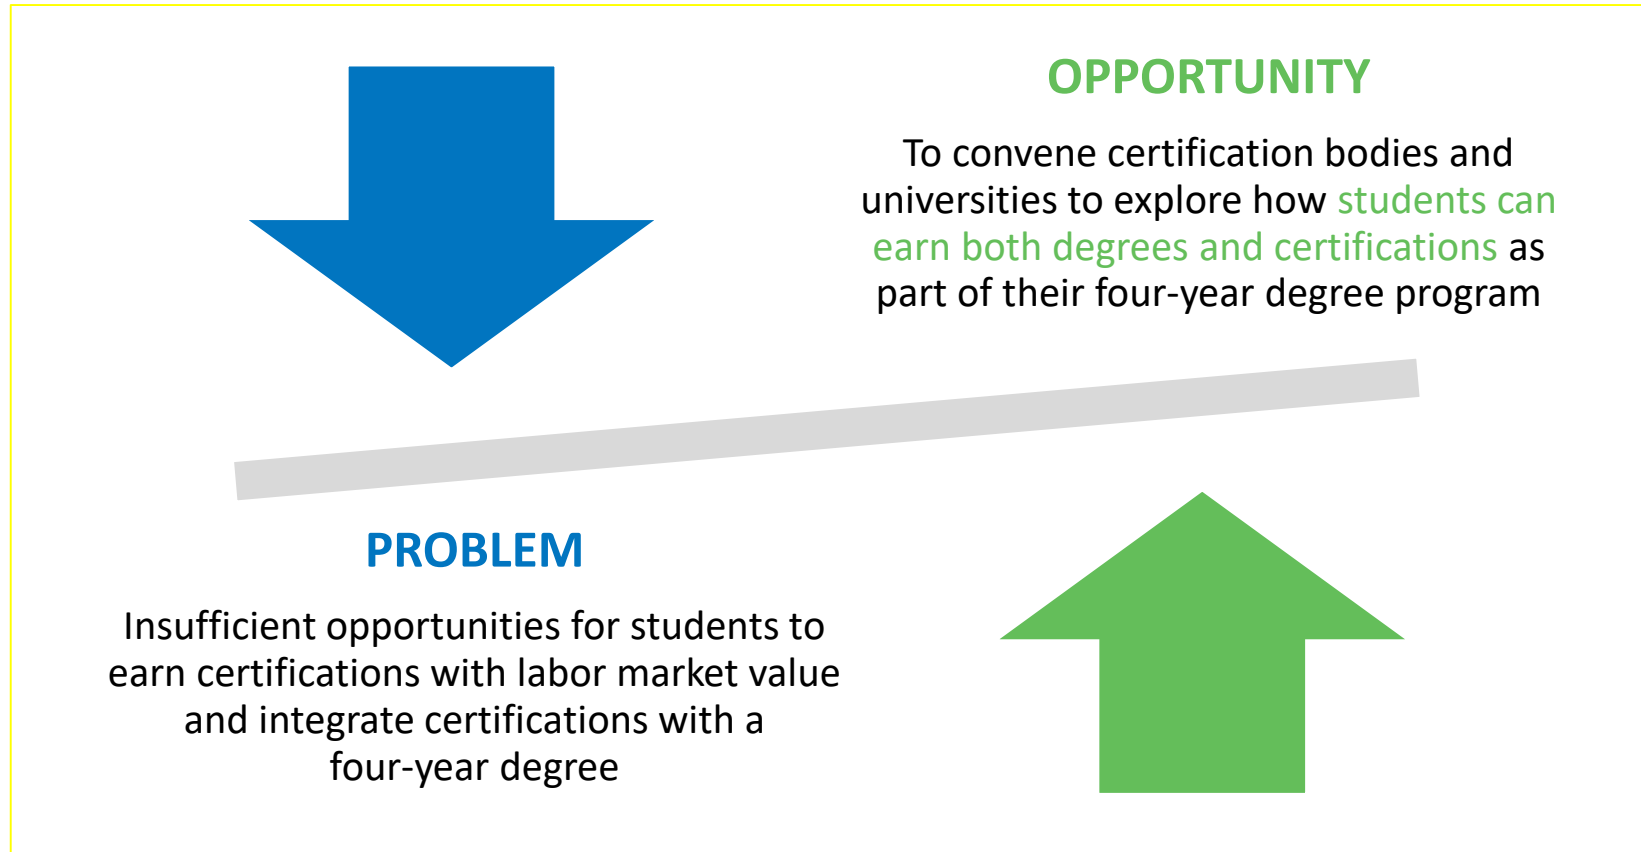 OPPORTUNITY
To convene certification bodies and
universities to explore how students can
earn both degrees and certifications as
part of their four-year degree program
PROBLEM
Insufficient opportunities for students to
earn certifications with labor market value
and integrate certifications with a
four-year degree